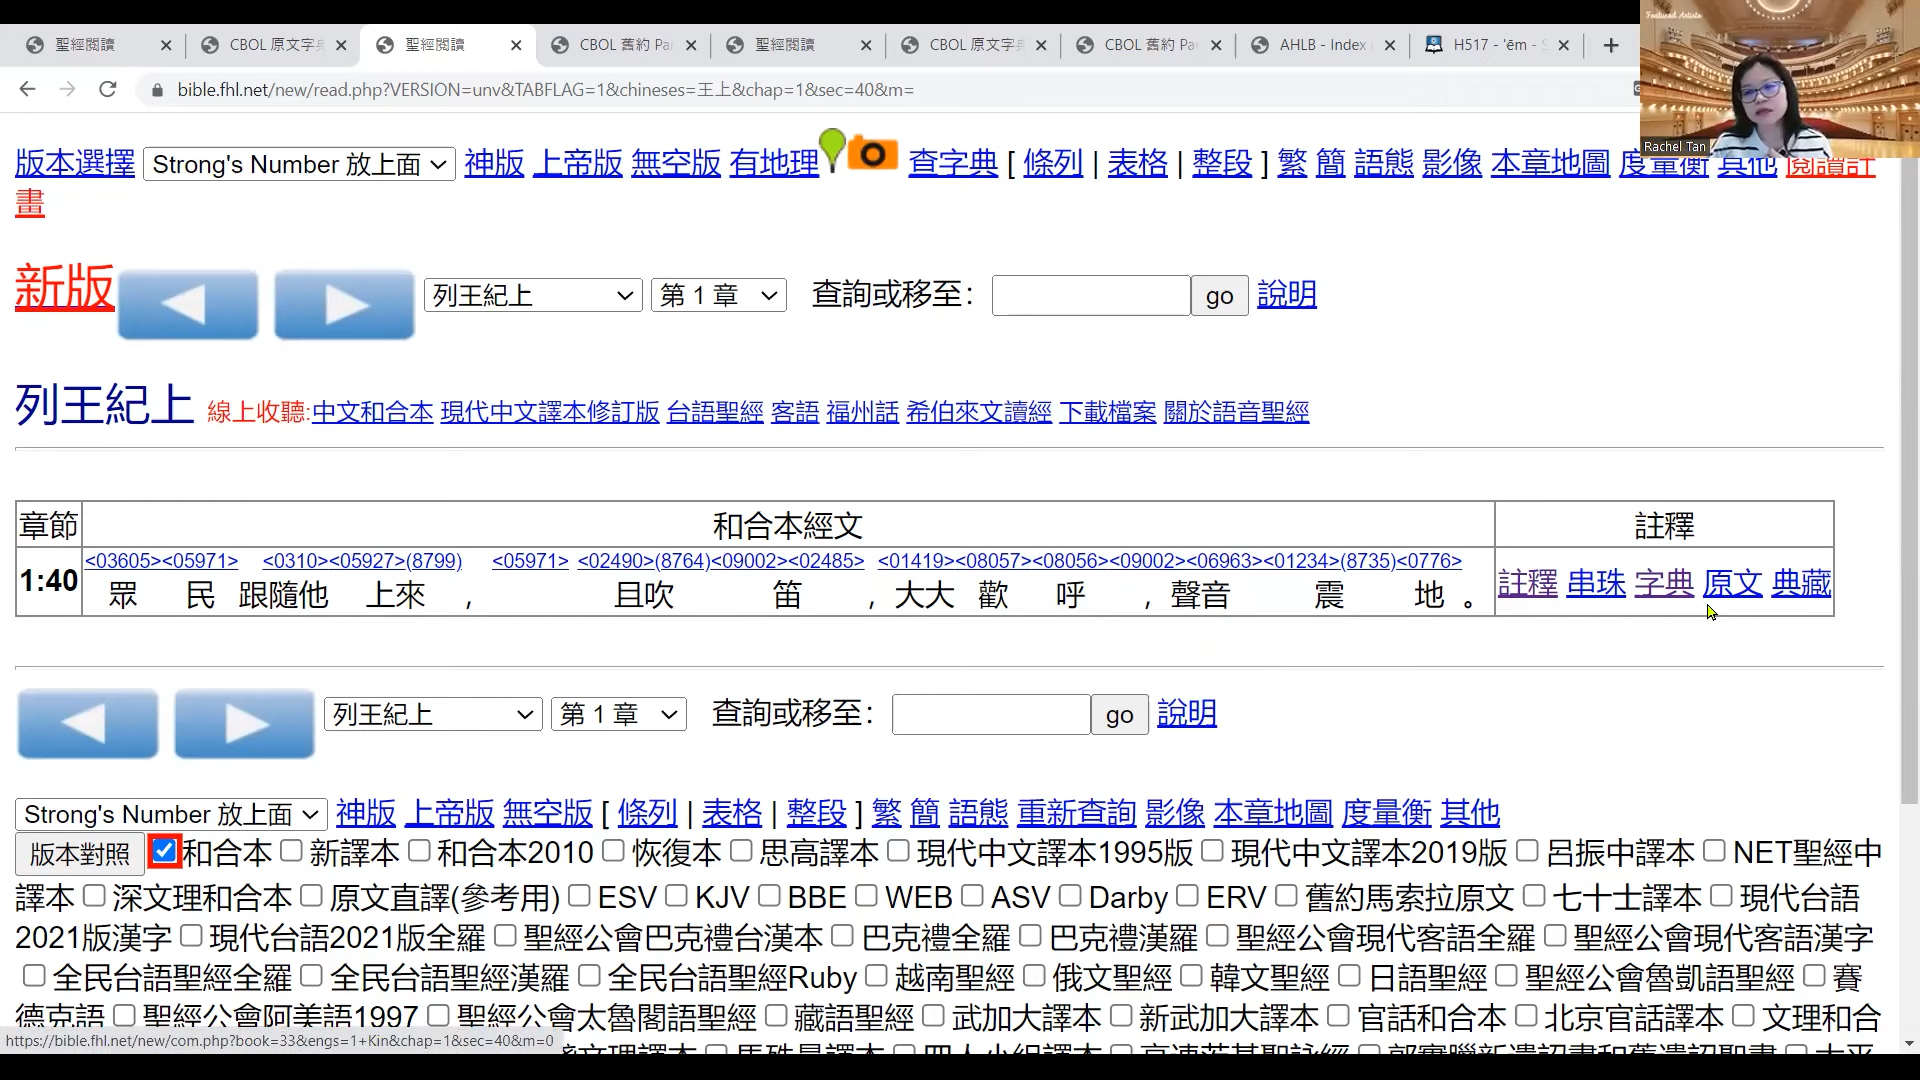 聖經閱讀 CBOL 原文字典 聖經閱讀 CBOL 舊約 Par 聖經閱讀 CBOL 原文字典 CBOL 舊約 Par AHLB - Index H517 - 'ēm - S
bible.fhl.net/new/read.php?VERSION=unv&TABFLAG=1&chineses=王上&chap=1&sec=40&m=
Featured Artists
Rachel Tan
版本選擇 Strong's Number 放上面 神版 上帝版 無空版 有地理 查字典 [ 條列 | 表格 | 整段 ] 繁 簡 語態 影像 本章地圖 度量衡 其他 閱讀計
畫
新版 列王紀上 第 1 章 查詢或移至： go 說明
列王紀上 線上收聽:中文和合本 現代中文譯本修訂版 台語聖經 客語 福州話 希伯來文讀經 下載檔案 關於語音聖經
章節 和合本經文 註釋
<03605><05971> <0310><05927>(8799) <05971> <02490>(8764)<09002><02485> <01419><08057><08056><09002><06963><01234>(8735)<0776>
1:40 眾 民 跟隨他 上來 ， 且吹 笛 ，大大 歡 呼 ，聲音 震 地 。 註釋 串珠 字典 原文 典藏
列王紀上 第 1 章 查詢或移至： go 說明
Strong's Number 放上面 神版 上帝版 無空版 [ 條列 | 表格 | 整段 ] 繁 簡 語態 重新查詢 影像 本章地圖 度量衡 其他
版本對照 和合本 新譯本 和合本2010 恢復本 思高譯本 現代中文譯本1995版 現代中文譯本2019版 呂振中譯本 NET聖經中
譯本 深文理和合本 原文直譯(參考用) ESV KJV BBE WEB ASV Darby ERV 舊約馬索拉原文 七十士譯本 現代台語
2021版漢字 現代台語2021版全羅 聖經公會巴克禮台漢本 巴克禮全羅 巴克禮漢羅 聖經公會現代客語全羅 聖經公會現代客語漢字
全民台語聖經全羅 全民台語聖經漢羅 全民台語聖經Ruby 越南聖經 俄文聖經 韓文聖經 日語聖經 聖經公會魯凱語聖經 賽
德克語 聖經公會阿美語1997 聖經公會太魯閣語聖經 藏語聖經 武加大譯本 新武加大譯本 官話和合本 北京官話譯本 文理和合
https://bible.fhl.net/new/com.php?book=33&engs=1+Kin&chap=1&sec=40&m=0